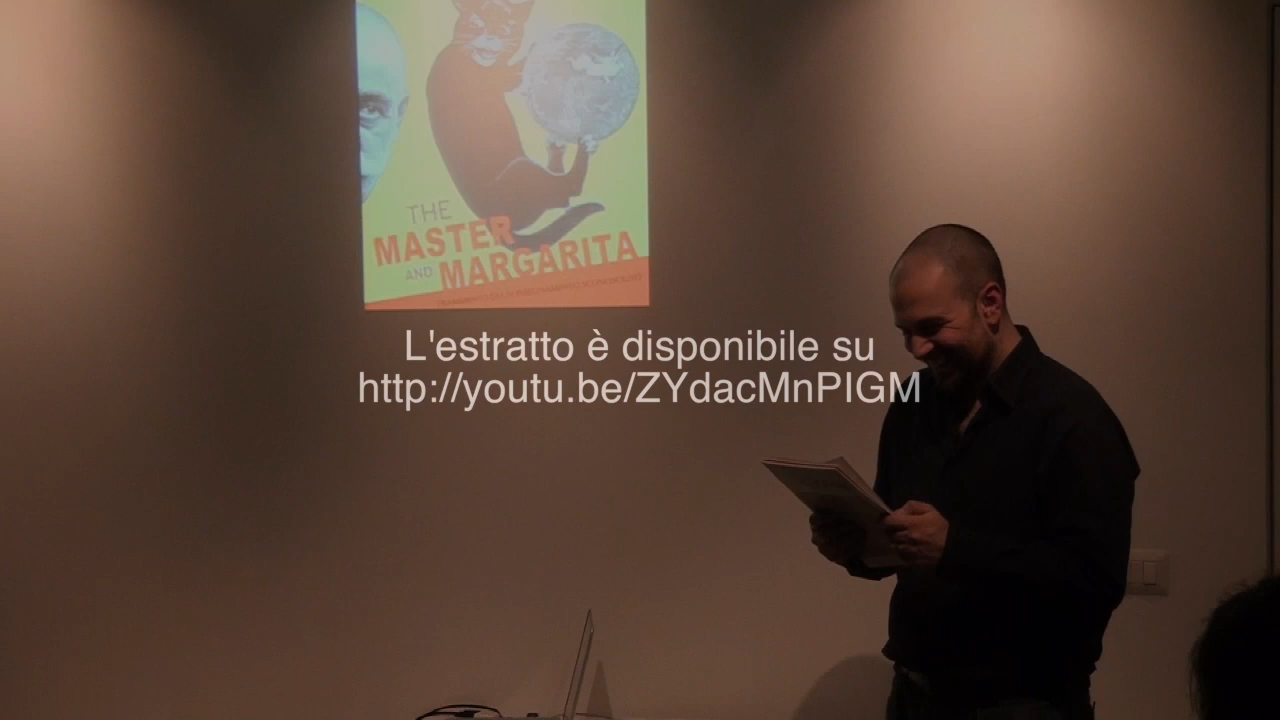 THE
MASTER
AND MARGARITA
L'estratto è disponibile su
http://youtu.be/ZYdacMnPIGM